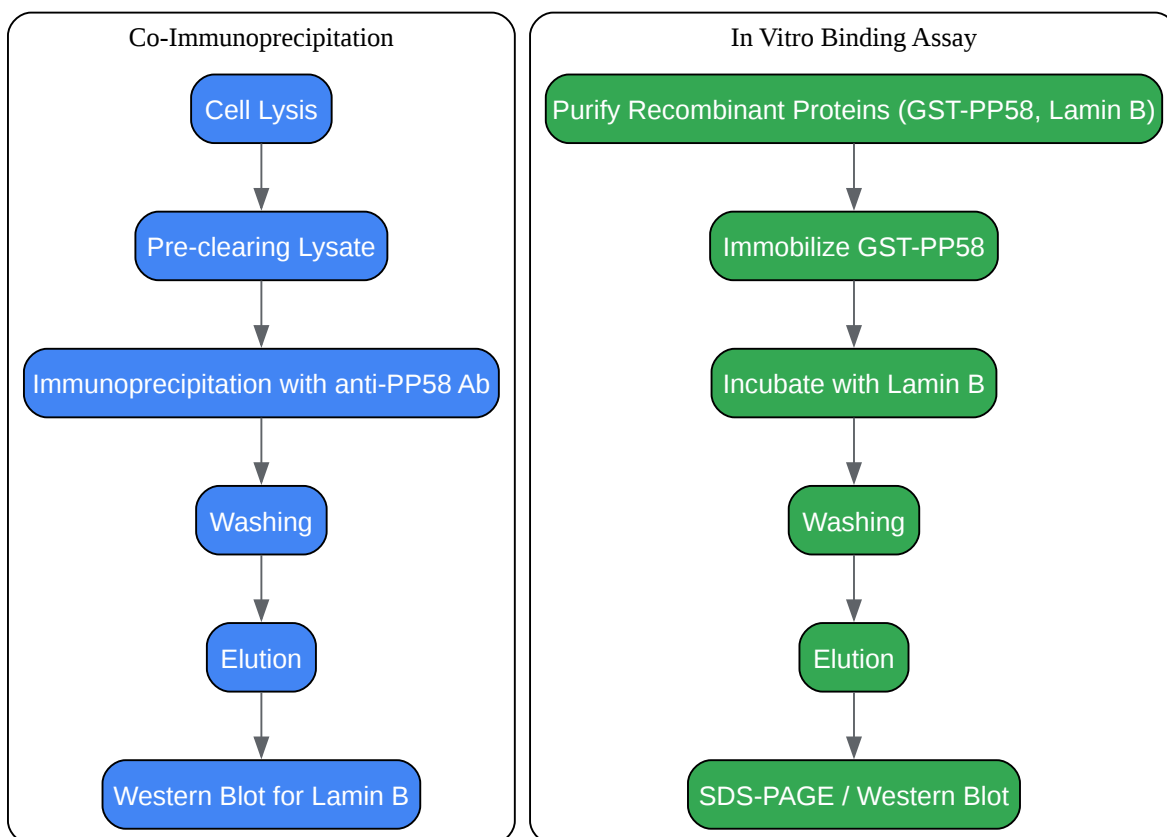 Co-Immunoprecipitation
Cell Lysis
Pre-clearing Lysate
Immunoprecipitation with anti-PP58 Ab
Washing
Elution
Western Blot for Lamin B
In Vitro Binding Assay
Purify Recombinant Proteins (GST-PP58, Lamin B)
Immobilize GST-PP58
Incubate with Lamin B
Washing
Elution
SDS-PAGE / Western Blot